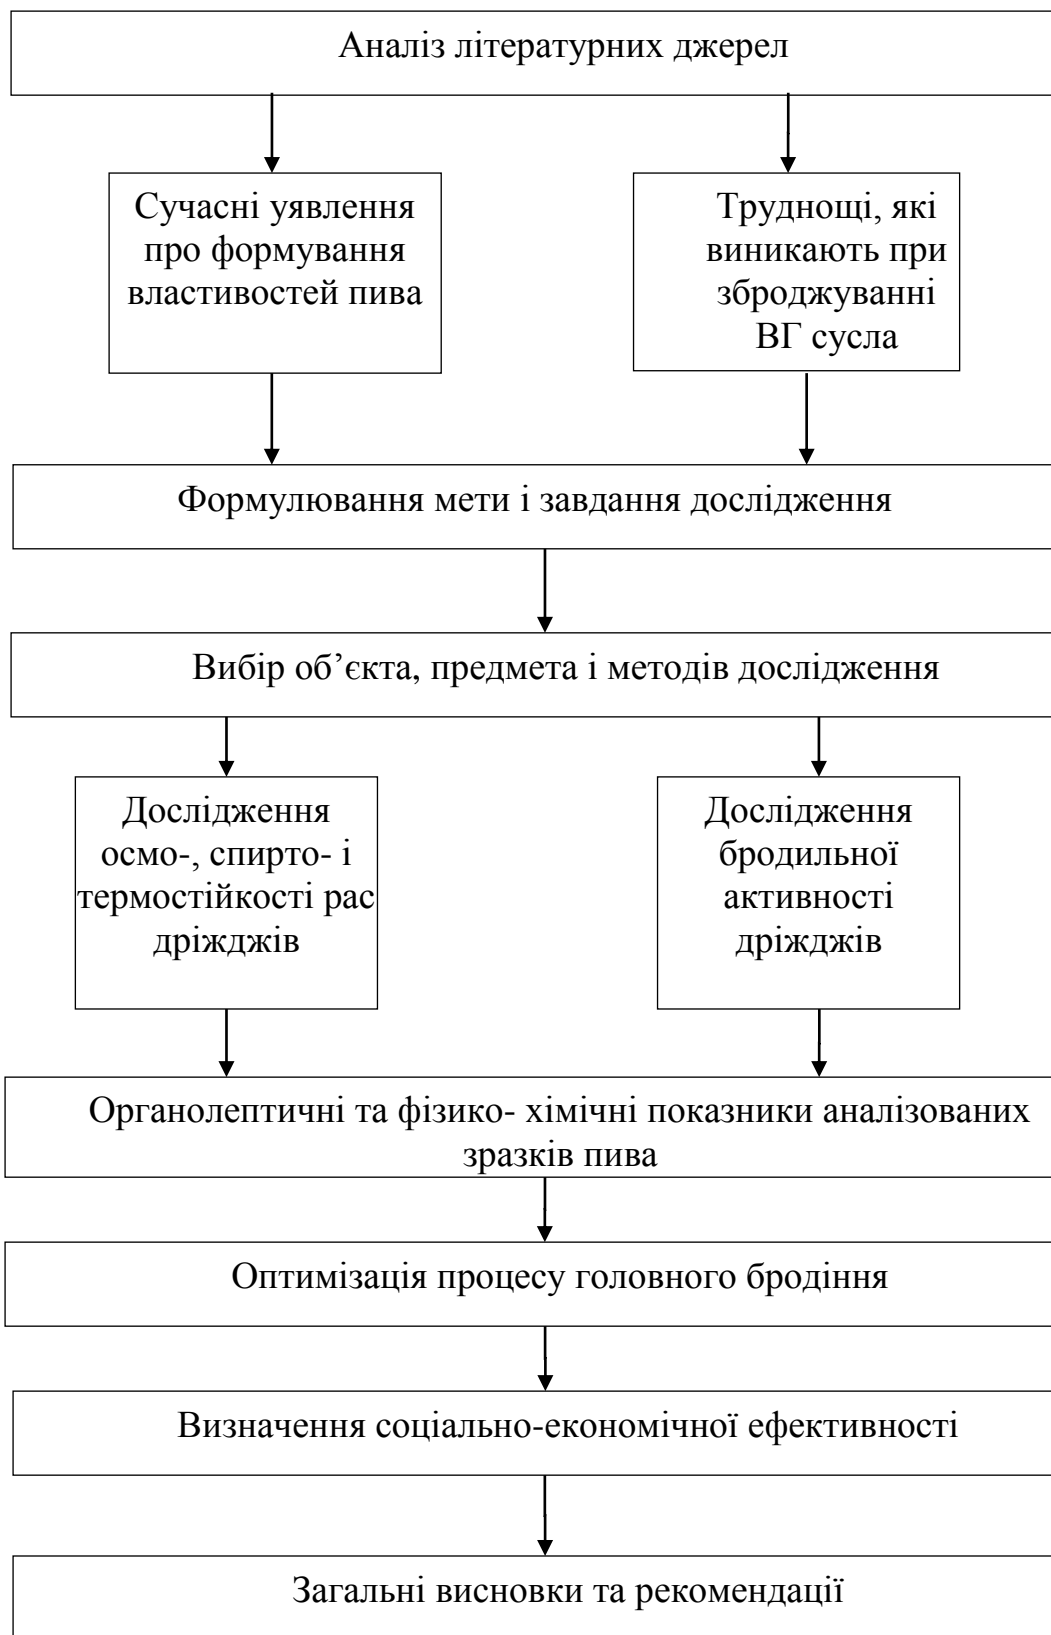 Аналіз літературних джерел
Сучасні уявлення
про формування
властивостей пива
Труднощі, які
виникають при
зброджуванні
ВГ сусла
Формулювання мети і завдання дослідження
Вибір об’єкта, предмета і методів дослідження
Дослідження
осмо-, спирто- і
термостійкості рас
дріжджів
Дослідження
бродильної
активності
дріжджів
Органолептичні та фізико- хімічні показники аналізованих
зразків пива
Оптимізація процесу головного бродіння
Визначення соціально-економічної ефективності
Загальні висновки та рекомендації